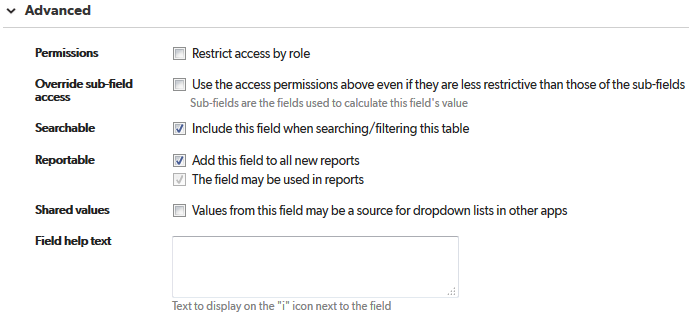 Advanced
Permissions
Restrict access by role
Override sub-field access
Use the access permissions above even if they are less restrictive than those of the sub-fields
Sub-fields are the fields used to calculate this field's value
Searchable
Include this field when searching/filtering this table
Reportable
Add this field to all new reports
The field may be used in reports
Shared values
Values from this field may be a source for dropdown lists in other apps
Field help text
Text to display on the "i" icon next to the field